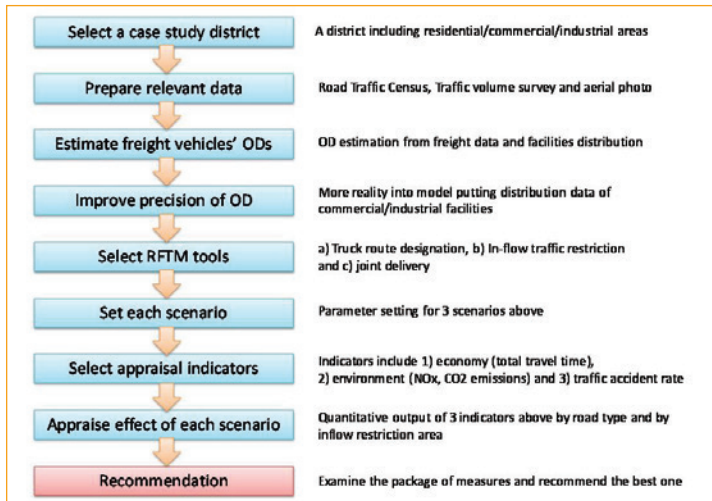 Select a case study district
A district including residential/commercial/industrial areas
Prepare relevant data
Road Traffic Census, Traffic volume survey and aerial photo
Estimate freight vehicles' ODs
OD estimation from freight data and facilities distribution
Improve precision of OD
More reality into model putting distribution data of
commercial/industrial facilities
Select RFTM tools
a) Truck route designation, b) In-flow traffic restriction
and c) joint delivery
Set each scenario
Parameter setting for 3 scenarios above
Select appraisal indicators
Indicators include 1) economy (total travel time),
2) environment (NOx, CO2 emissions) and 3) traffic accident rate
Appraise effect of each scenario
Quantitative output of 3 indicators above by road type and by
inflow restriction area
Recommendation
Examine the package of measures and recommend the best one